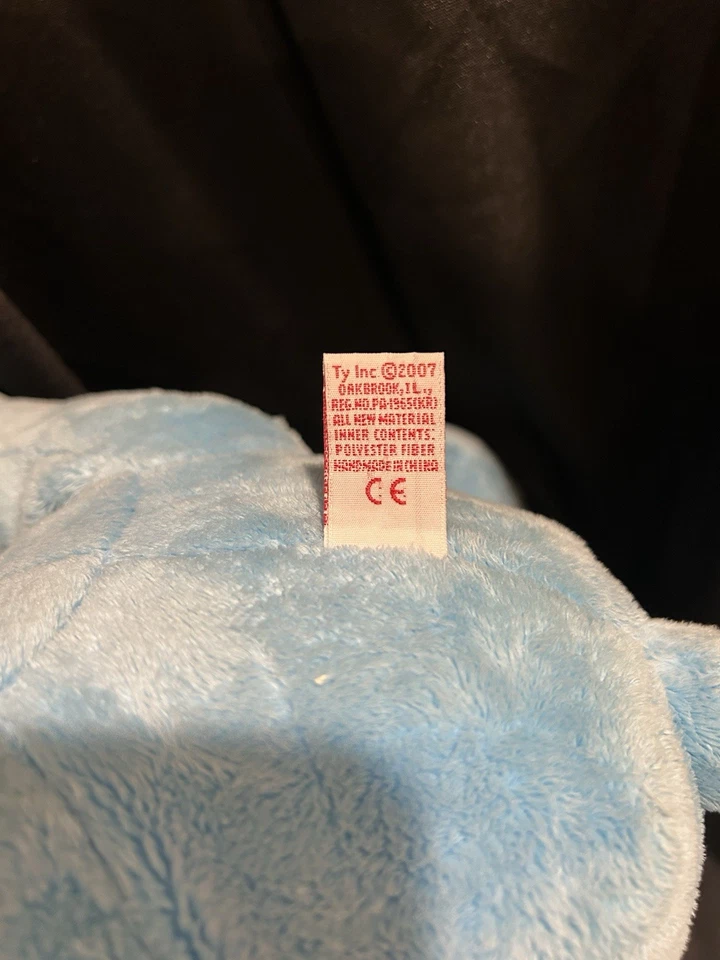 Ty Inc ©2007
OAKBROOK, IL.,
REG.NO.PA-1965(KR)
ALL NEW MATERIAL
INNER CONTENTS:
POLYESTER FIBER
HANDMADE IN CHINA
CE